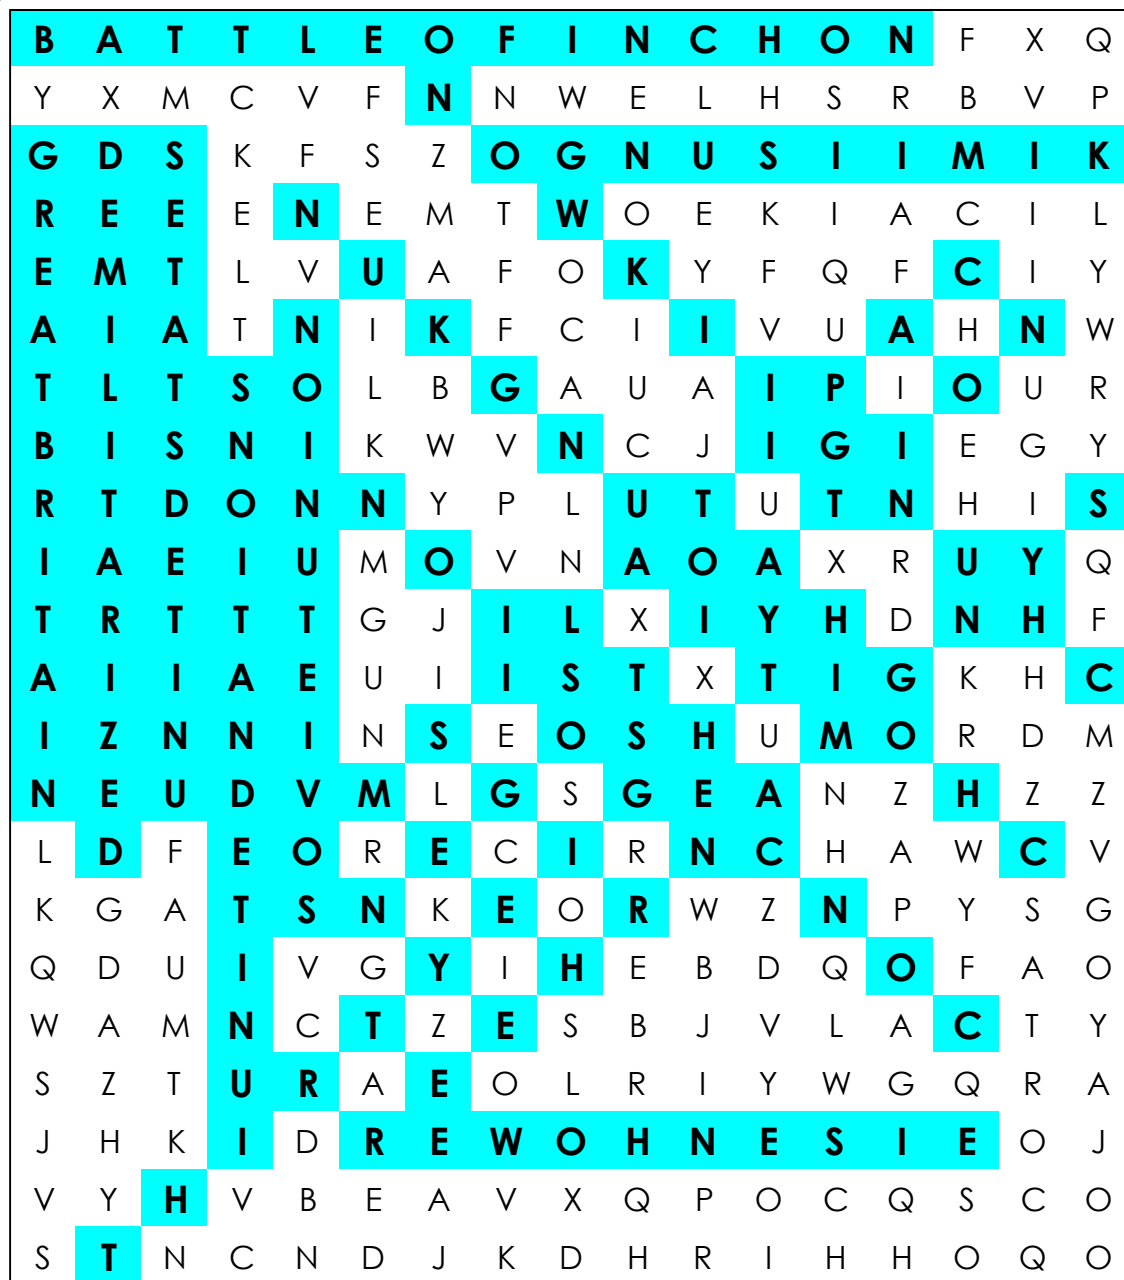 B A T T L E O F I N C H O N F X Q
Y X M C V F N N W E L H S R B V P
G D S K F S Z O G N U S I I M I K
R E E E N E M T W O E K I A C I L
E M T L V U A F O K Y F Q F C I Y
A I A T N I K F C I I V U A H N W
T L T S O L B G A U A I P I O U R
B I S N I K W V N C J I G I E G Y
R T D O N N Y P L U T U T N H I S
I A E I U M O V N A O A X R U Y Q
T R T T T G J I L X I Y H D N H F
A I I A E U I I S T X T I G K H C
I Z N N I N S E O S H U M O R D M
N E U D V M L G S G E A N Z H Z Z
L D F E O R E C I R N C H A W C V
K G A T S N K E O R W Z N P Y S G
Q D U I V G Y I H E B D Q O F A O
W A M N C T Z E S B J V L A C T Y
S Z T U R A E O L R I Y W G Q R A
J H K I D R E W O H N E S I E O J
V Y H V B E A V X Q P O C Q S C O
S T N C N D J K D H R I H H O Q O